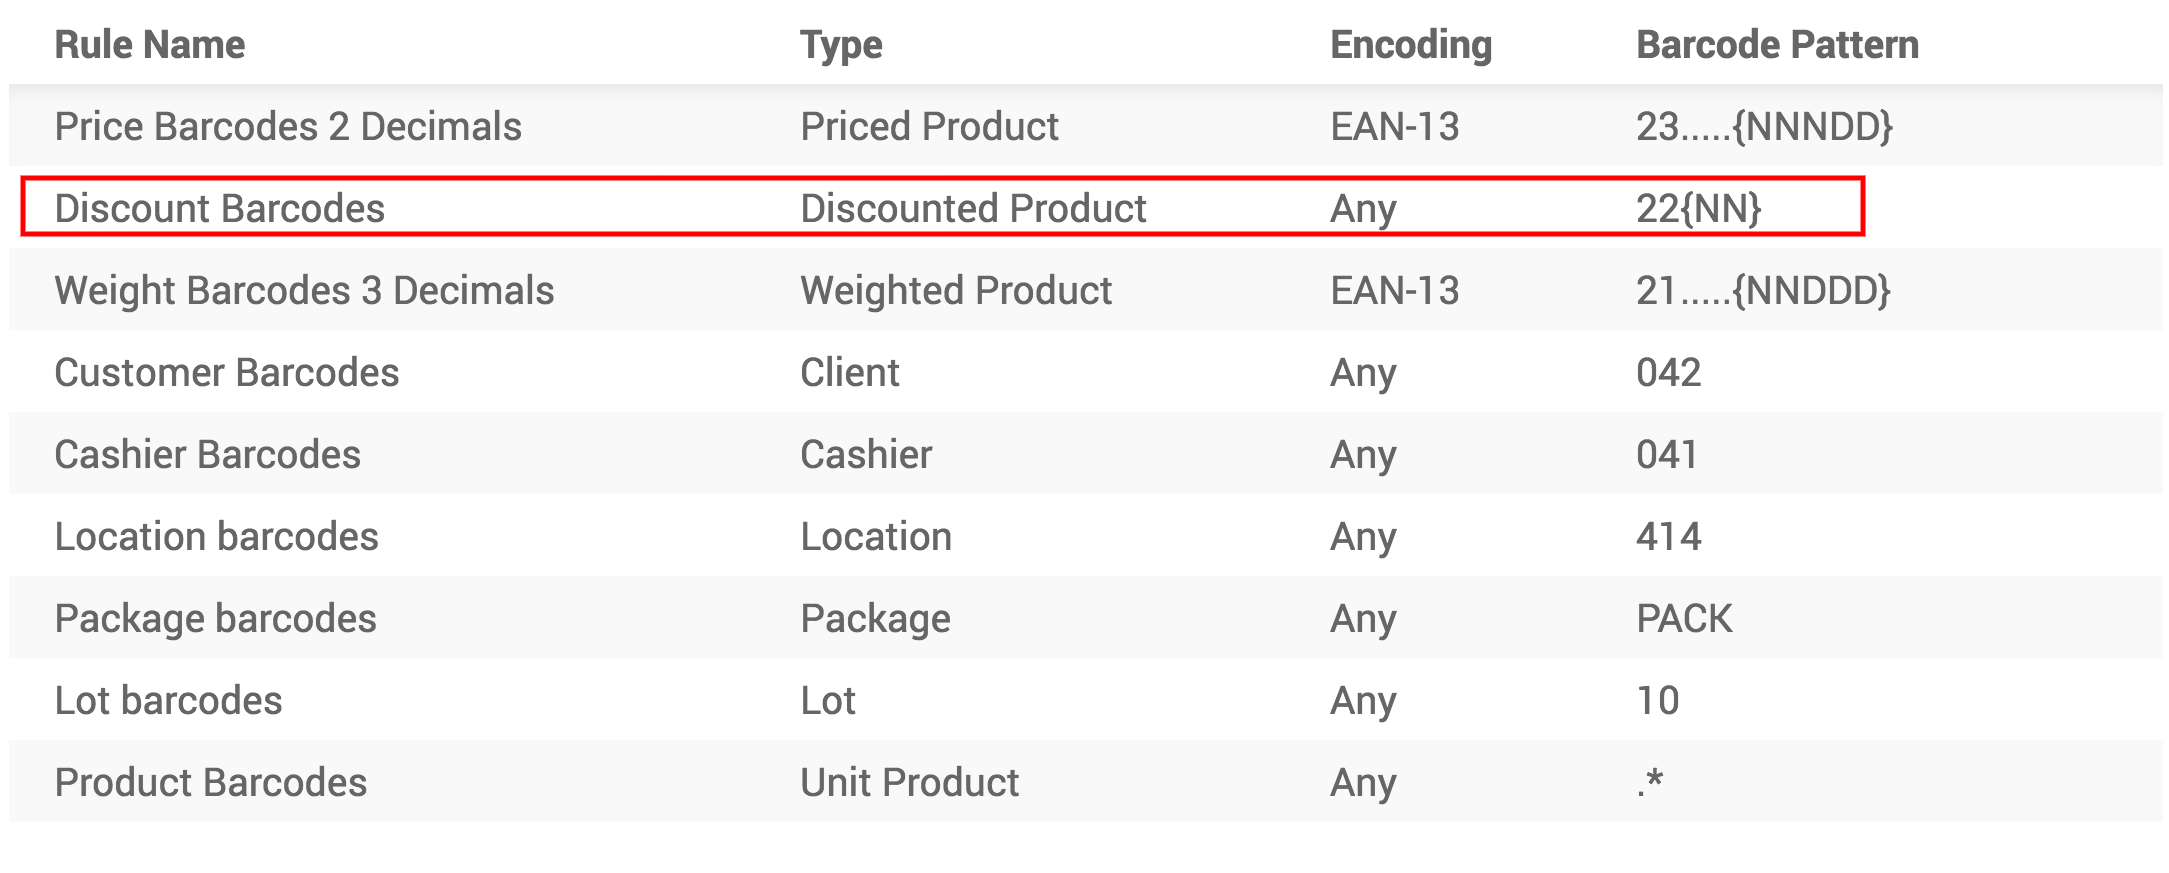 Rule Name Type Encoding Barcode Pattern
Price Barcodes 2 Decimals Priced Product EAN-13 23.....{NNNDD}
Discount Barcodes Discounted Product Any 22{NN}
Weight Barcodes 3 Decimals Weighted Product EAN-13 21.....{NNDDD}
Customer Barcodes Client Any 042
Cashier Barcodes Cashier Any 041
Location barcodes Location Any 414
Package barcodes Package Any PACK
Lot barcodes Lot Any 10
Product Barcodes Unit Product Any .*